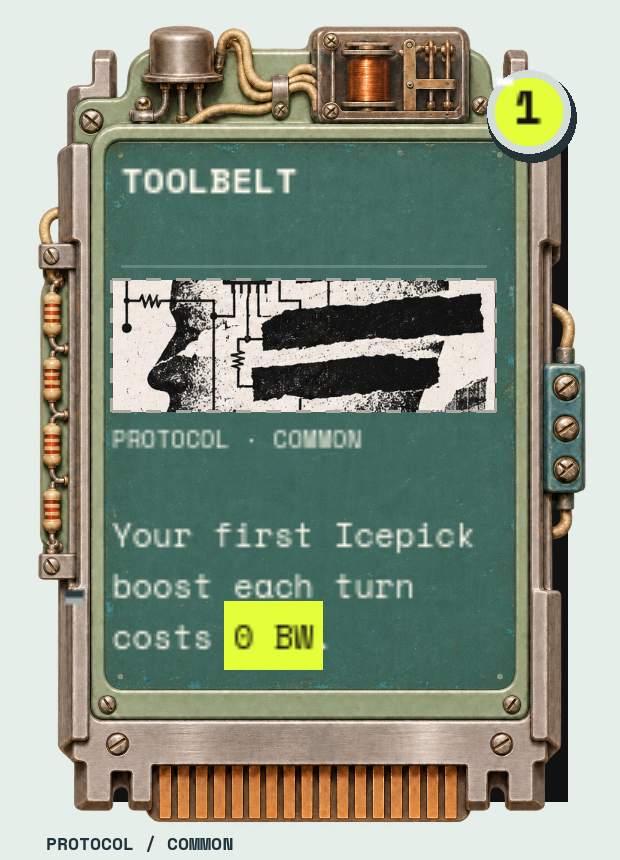 1
TOOLBELT
PROTOCOL · COMMON
Your first Icepick
boost each turn
costs 0 BW.
PROTOCOL / COMMON